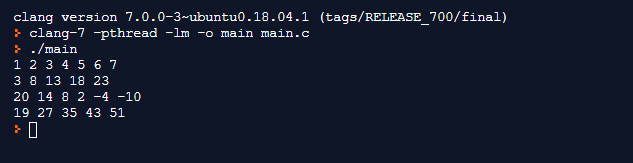 clang version 7.0.0-3~ubuntu0.18.04.1 (tags/RELEASE_700/final)
> clang-7 -pthread -lm -o main main.c
> ./main
1 2 3 4 5 6 7
3 8 13 18 23
20 14 8 2 -4 -10
19 27 35 43 51
>